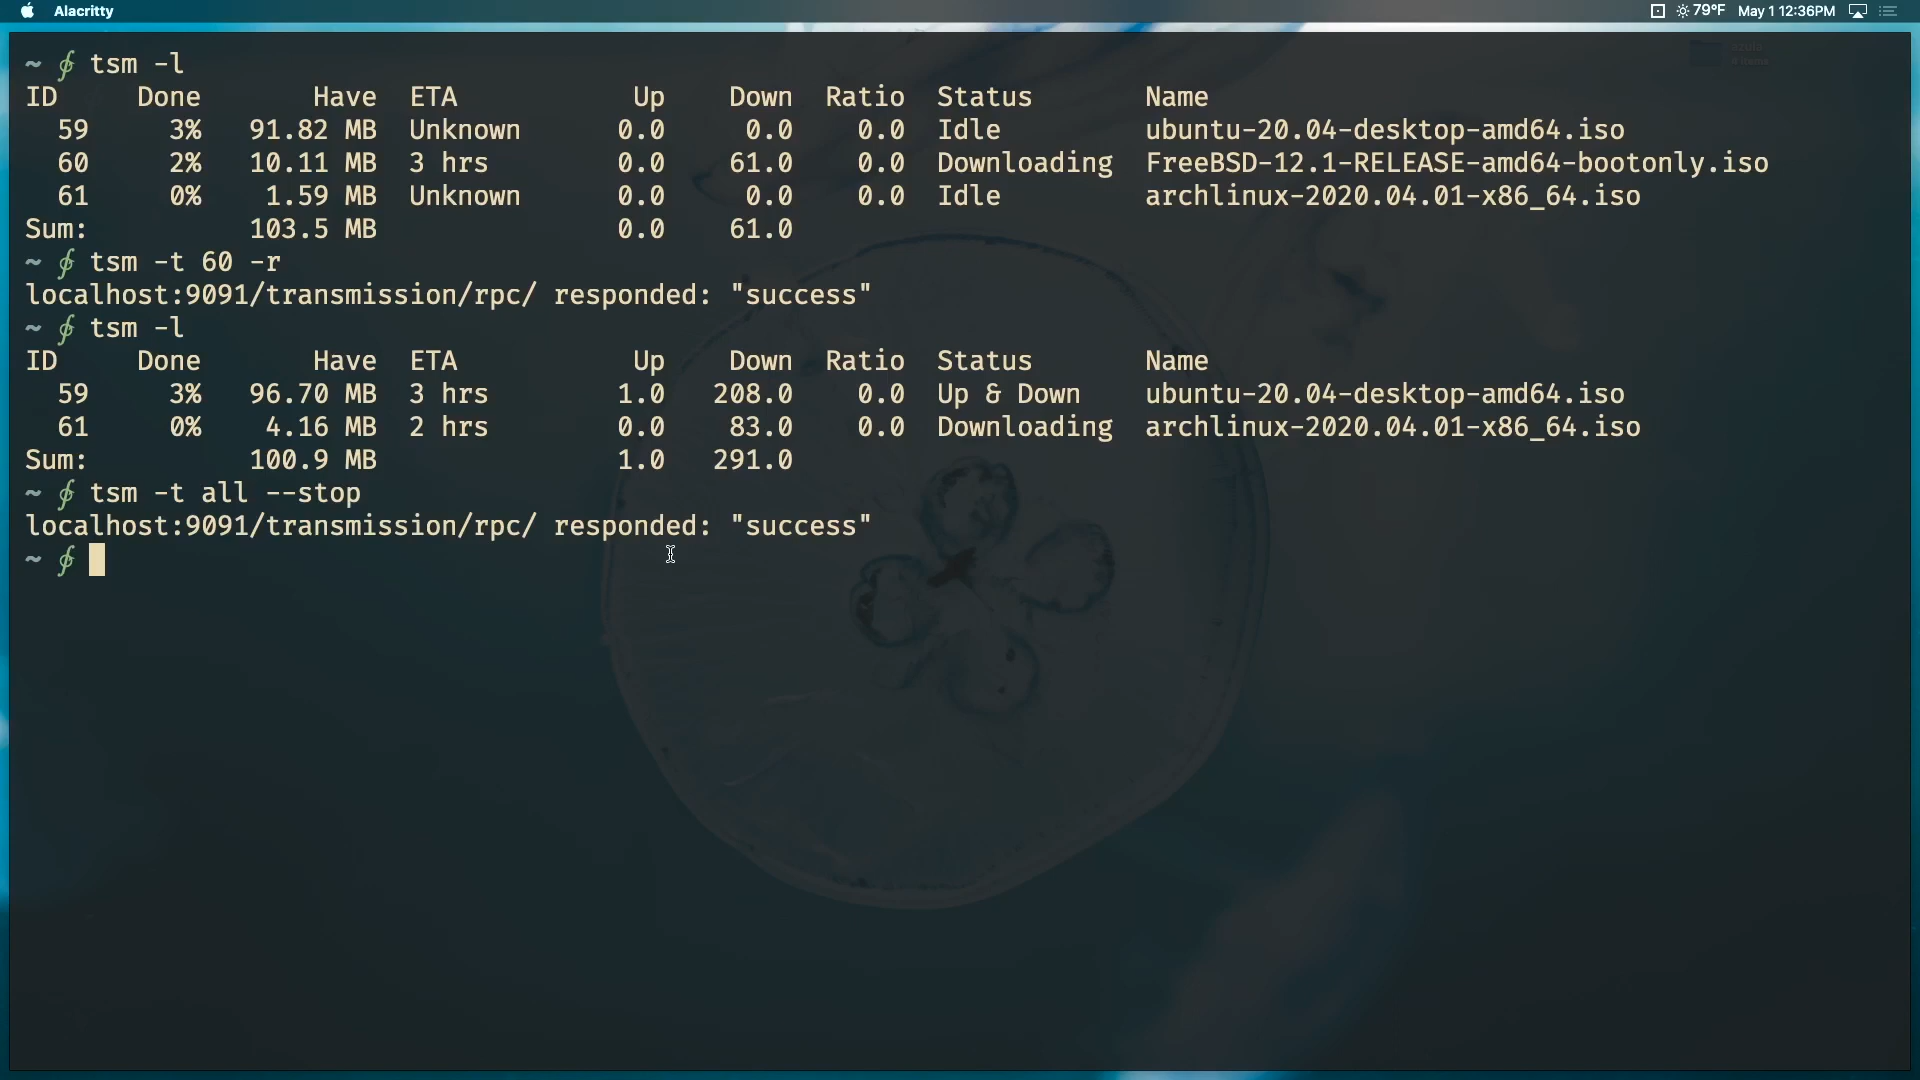 Alacritty
79°F May 1 12:36PM
~ ∮ tsm -l
ID Done Have ETA Up Down Ratio Status Name
59 3% 91.82 MB Unknown 0.0 0.0 0.0 Idle ubuntu-20.04-desktop-amd64.iso
60 2% 10.11 MB 3 hrs 0.0 61.0 0.0 Downloading FreeBSD-12.1-RELEASE-amd64-bootonly.iso
61 0% 1.59 MB Unknown 0.0 0.0 0.0 Idle archlinux-2020.04.01-x86_64.iso
Sum: 103.5 MB 0.0 61.0
~ ∮ tsm -t 60 -r
localhost:9091/transmission/rpc/ responded: "success"
~ ∮ tsm -l
ID Done Have ETA Up Down Ratio Status Name
59 3% 96.70 MB 3 hrs 1.0 208.0 0.0 Up & Down ubuntu-20.04-desktop-amd64.iso
61 0% 4.16 MB 2 hrs 0.0 83.0 0.0 Downloading archlinux-2020.04.01-x86_64.iso
Sum: 100.9 MB 1.0 291.0
~ ∮ tsm -t all --stop
localhost:9091/transmission/rpc/ responded: "success"
~ ∮